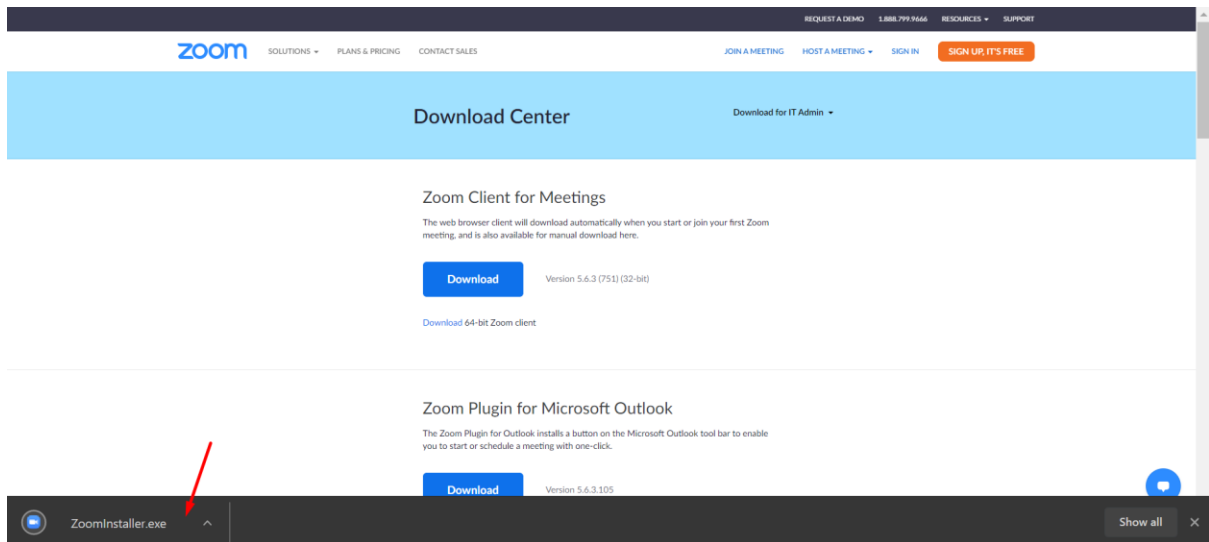 REQUEST A DEMO 1.888.799.9666 RESOURCES SUPPORT
zoom SOLUTIONS PLANS & PRICING CONTACT SALES JOIN A MEETING HOST A MEETING SIGN IN SIGN UP, IT'S FREE
Download Center Download for IT Admin
Zoom Client for Meetings
The web browser client will download automatically when you start or join your first Zoom
meeting, and is also available for manual download here.
Download Version 5.6.3 (751) (32-bit)
Download 64-bit Zoom client
Zoom Plugin for Microsoft Outlook
The Zoom Plugin for Outlook installs a button on the Microsoft Outlook tool bar to enable
you to start or schedule a meeting with one-click.
Download Version 5.6.3.105
ZoomInstaller.exe Show all